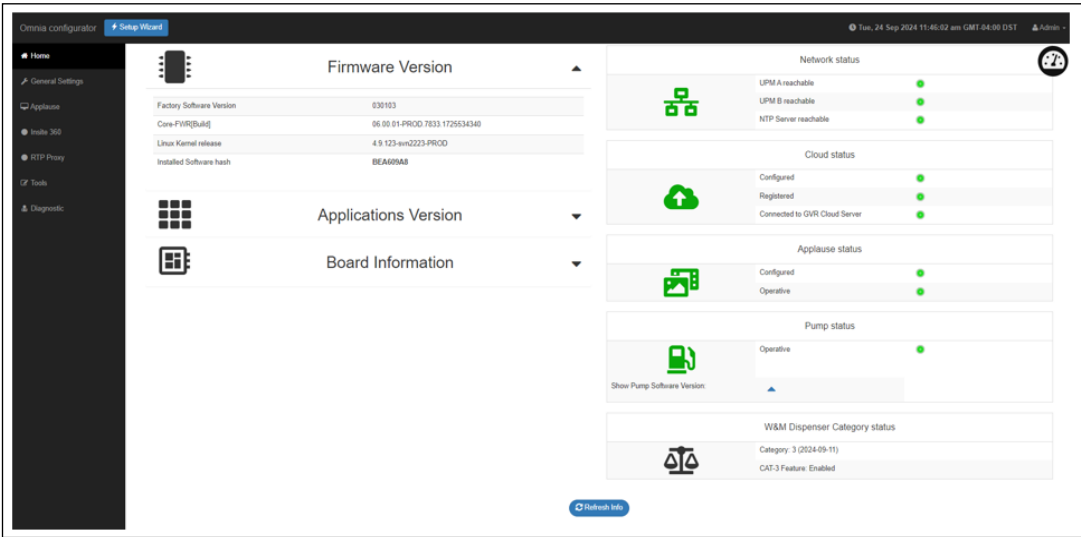 Omnia configurator Setup Wizard Tue, 24 Sep 2024 11:46:02 am GMT-04:00 DST Admin
Home
General Settings
Applause
Insite 360
RTP Proxy
Tools
Diagnostic
Firmware Version
Factory Software Version 030103
Core-FWR[Build] 06.00.01-PROD.7833.1725534340
Linux Kernel release 4.9.123-svn2223-PROD
Installed Software hash BEA609A8
Applications Version
Board Information
Network status
UPM A reachable
UPM B reachable
NTP Server reachable
Cloud status
Configured
Registered
Connected to GVR Cloud Server
Applause status
Configured
Operative
Pump status
Operative
Show Pump Software Version:
W&M Dispenser Category status
Category: 3 (2024-09-11)
CAT-3 Feature: Enabled
Refresh Info